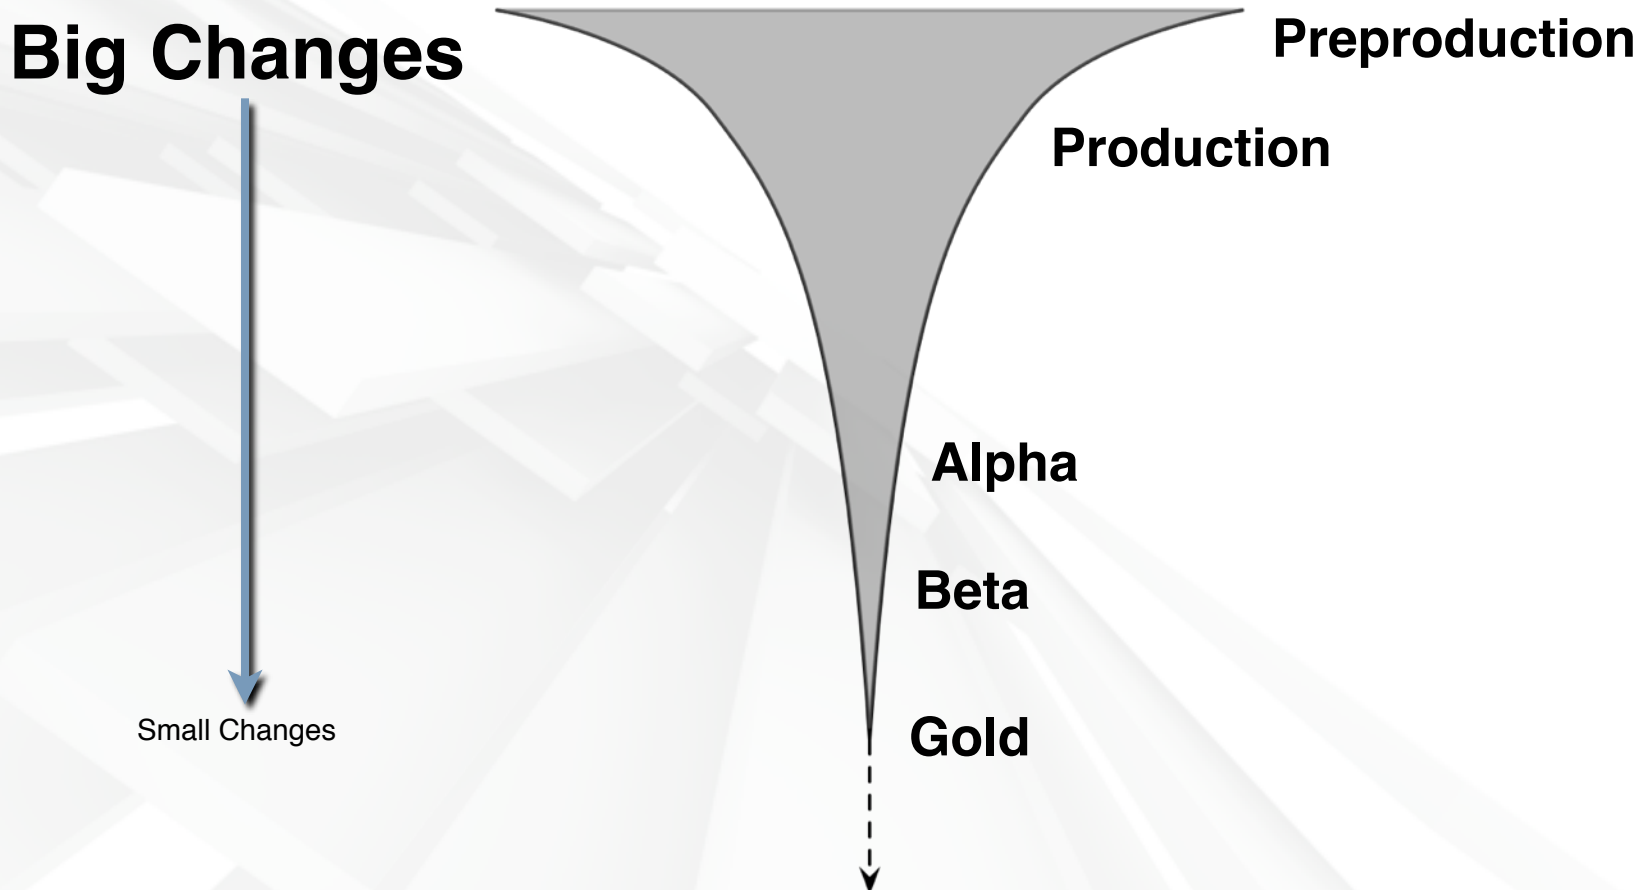 Big Changes
Preproduction
Production
Alpha
Beta
Small Changes
Gold